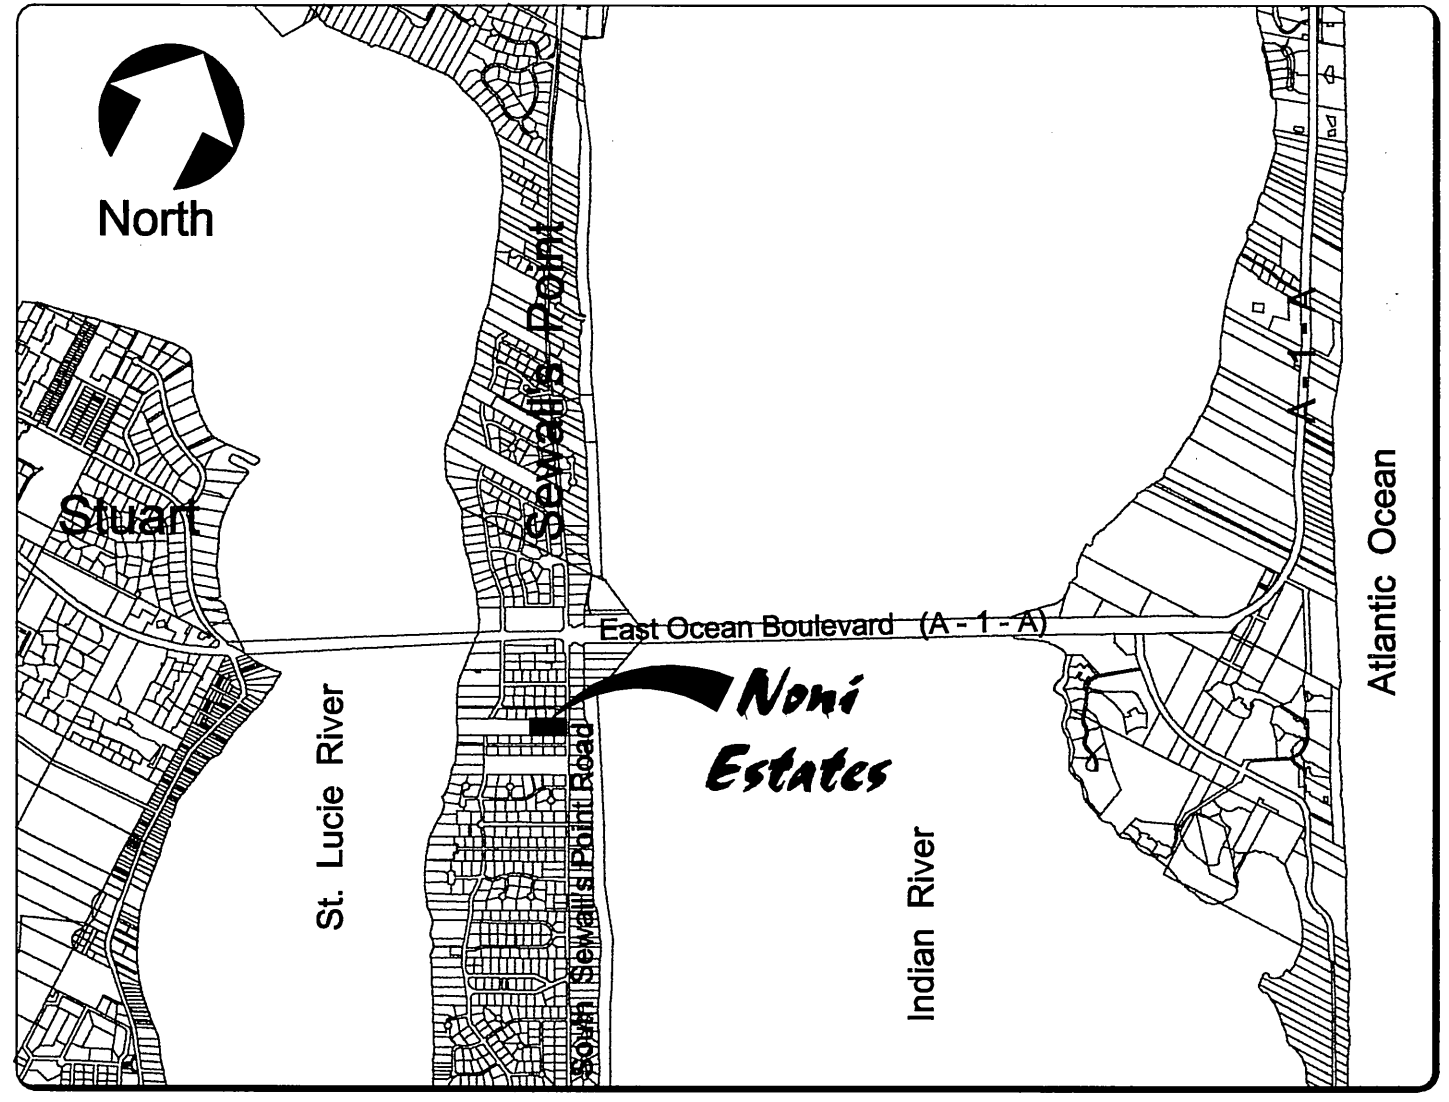 North
Sewall's Point
A - 1 - A
Stuart
Atlantic Ocean
East Ocean Boulevard (A - 1 - A)
Noni
Estates
St. Lucie River
South Sewall's Point Road
Indian River